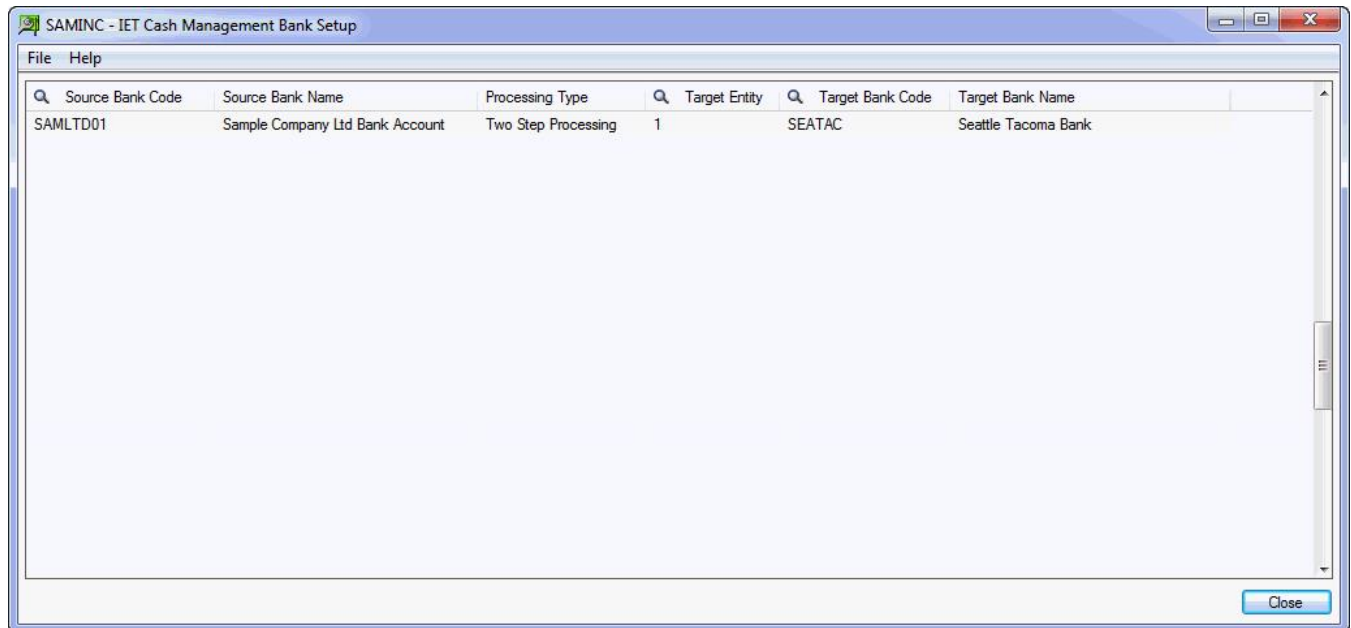 SAMINC - IET Cash Management Bank Setup
File Help
Source Bank Code Source Bank Name Processing Type Target Entity Target Bank Code Target Bank Name
SAMLTD01 Sample Company Ltd Bank Account Two Step Processing 1 SEATAC Seattle Tacoma Bank
Close